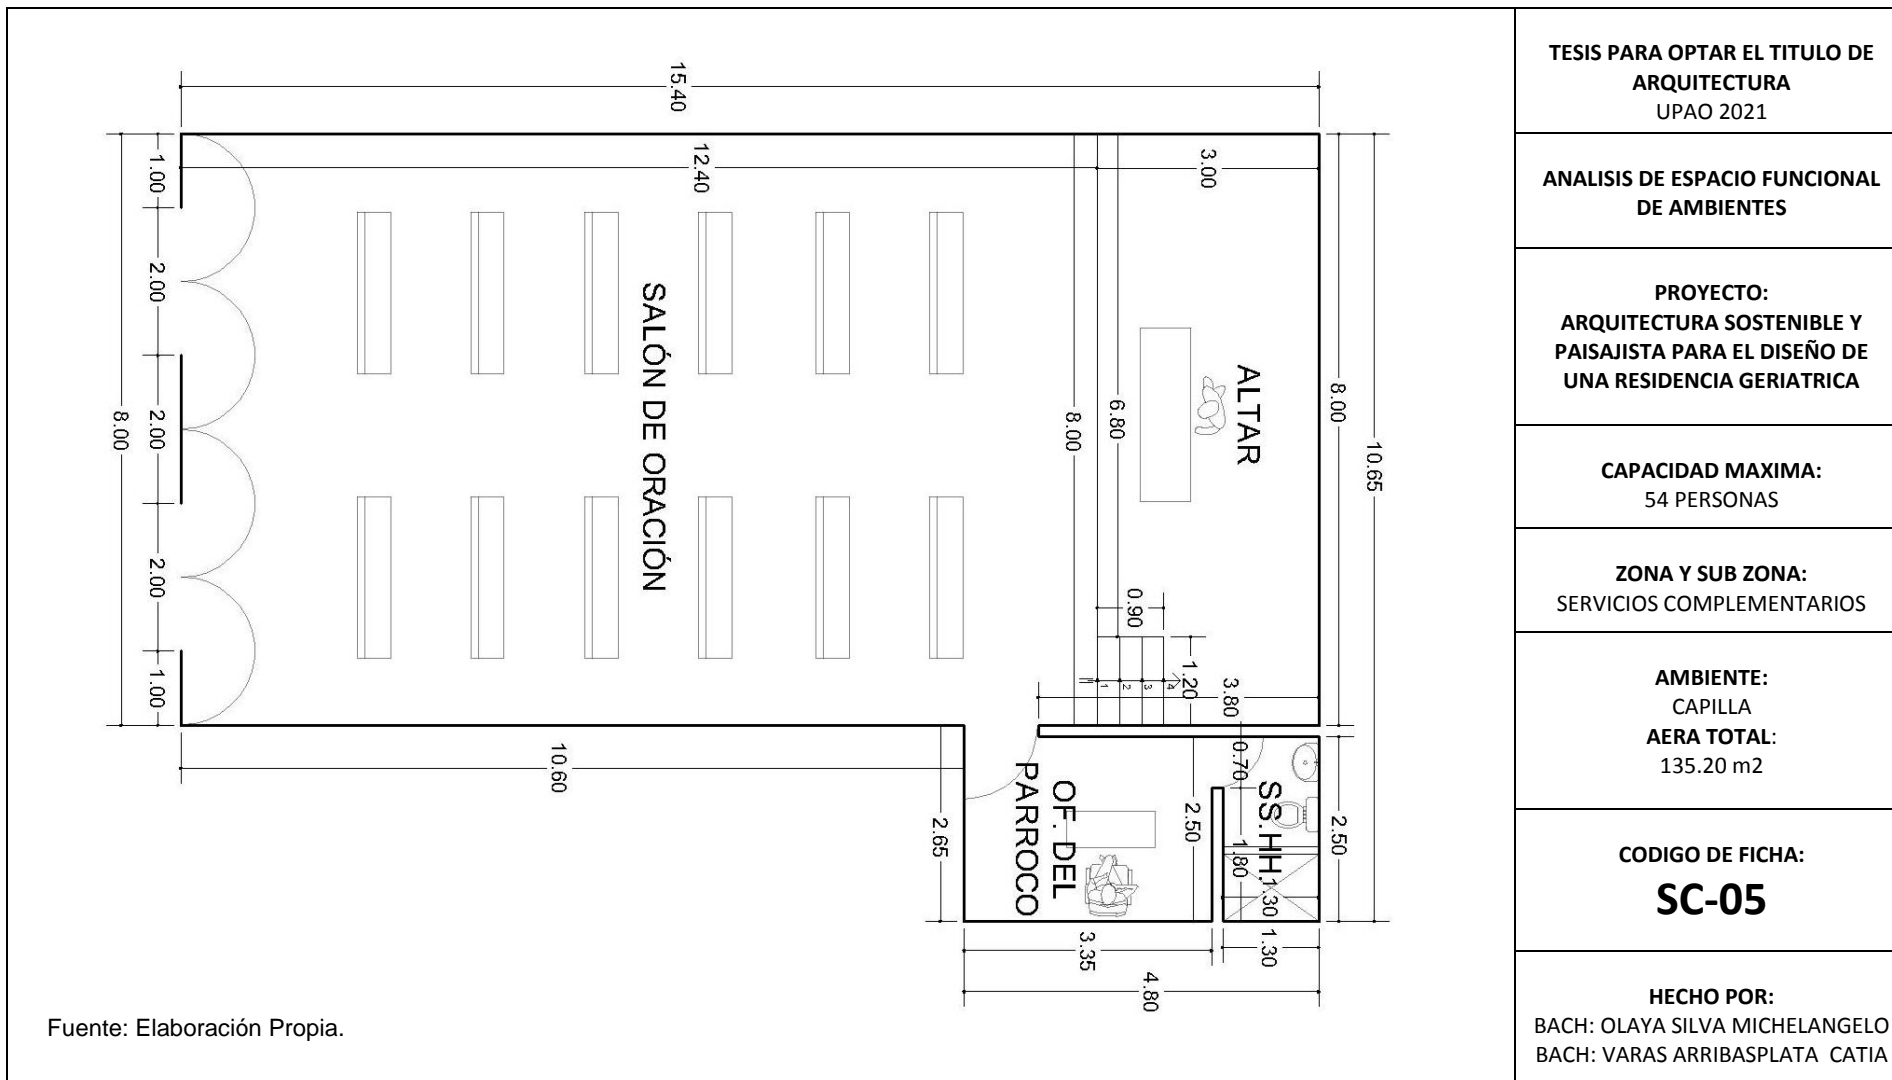 15.40
12.40
3.00
1.00
2.00
2.00
2.00
1.00
8.00
SALÓN DE ORACIÓN
8.00
6.80
ALTAR
8.00
10.65
0.90
1.20
1
2
3
4
3.80
10.60
2.65
OF. DEL
PARROCO
2.50
0.70
SS.HH.
1.80
1.30
2.50
3.35
1.30
4.80
Fuente: Elaboración Propia.
TESIS PARA OPTAR EL TITULO DE
ARQUITECTURA
UPAO 2021
ANALISIS DE ESPACIO FUNCIONAL
DE AMBIENTES
PROYECTO:
ARQUITECTURA SOSTENIBLE Y
PAISAJISTA PARA EL DISEÑO DE
UNA RESIDENCIA GERIATRICA
CAPACIDAD MAXIMA:
54 PERSONAS
ZONA Y SUB ZONA:
SERVICIOS COMPLEMENTARIOS
AMBIENTE:
CAPILLA
AERA TOTAL:
135.20 m2
CODIGO DE FICHA:
SC-05
HECHO POR:
BACH: OLAYA SILVA MICHELANGELO
BACH: VARAS ARRIBASPLATA CATIA